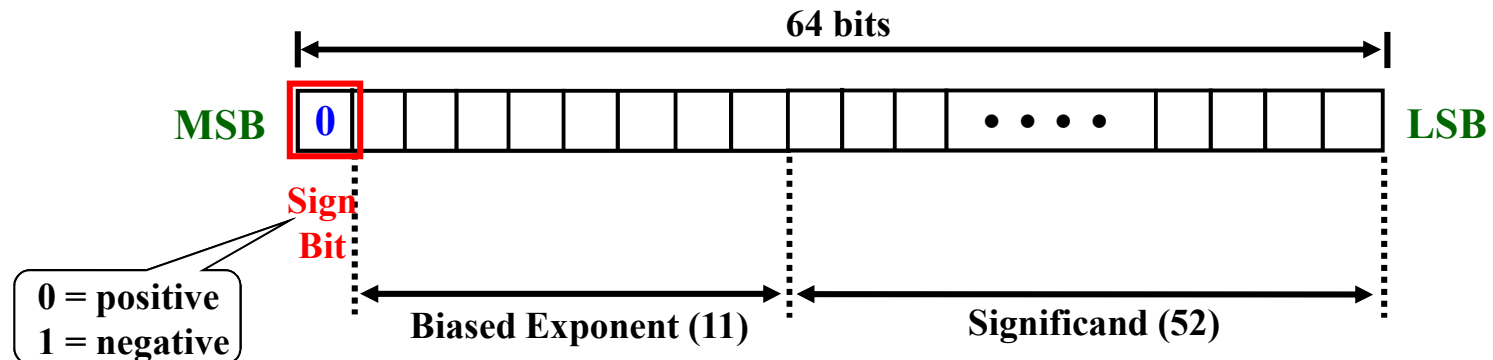 64 bits
MSB 0 LSB
Sign
Bit
0 = positive
1 = negative
Biased Exponent (11)
Significand (52)